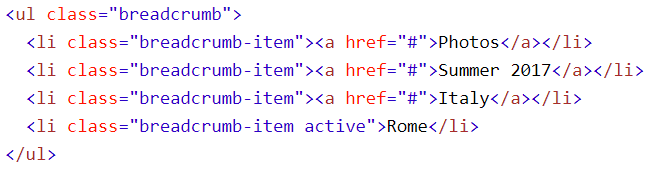 <ul class="breadcrumb">
  <li class="breadcrumb-item"><a href="#">Photos</a></li>
  <li class="breadcrumb-item"><a href="#">Summer 2017</a></li>
  <li class="breadcrumb-item"><a href="#">Italy</a></li>
  <li class="breadcrumb-item active">Rome</li>
</ul>